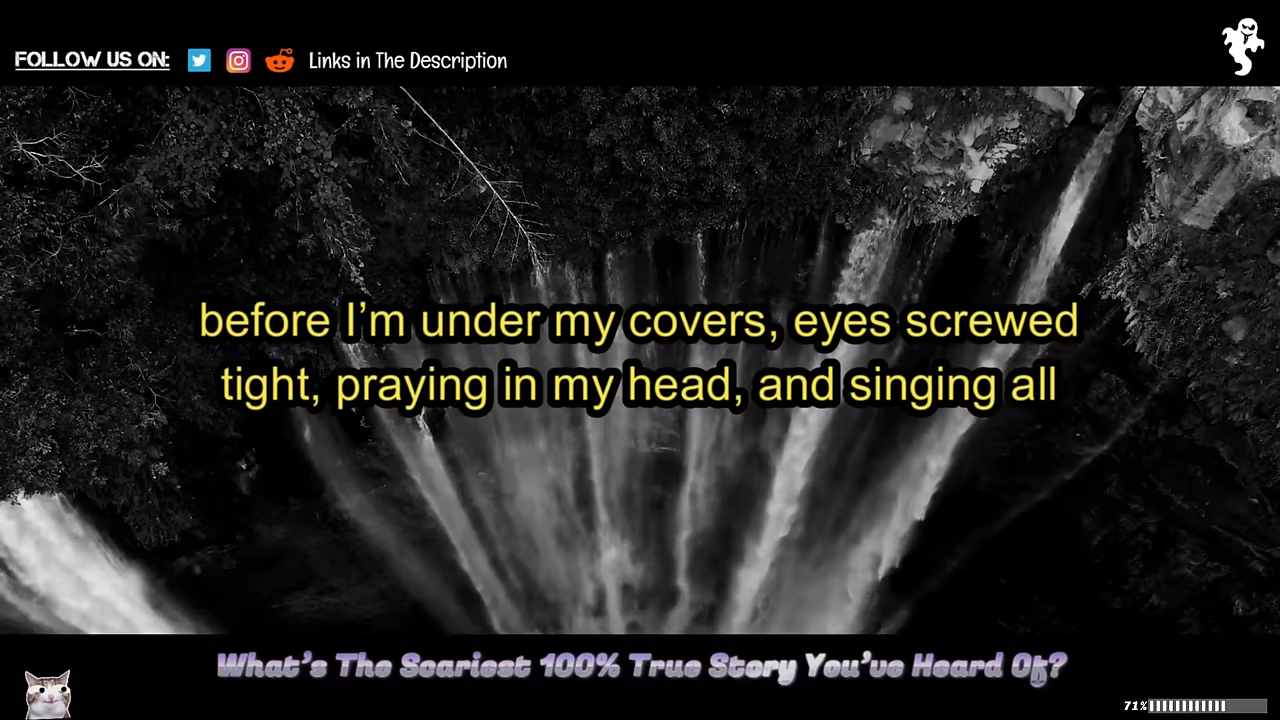 FOLLOW US ON: Links in The Description
before I’m under my covers, eyes screwed
tight, praying in my head, and singing all
What’s The Scariest 100% True Story You’ve Heard Of?
71%